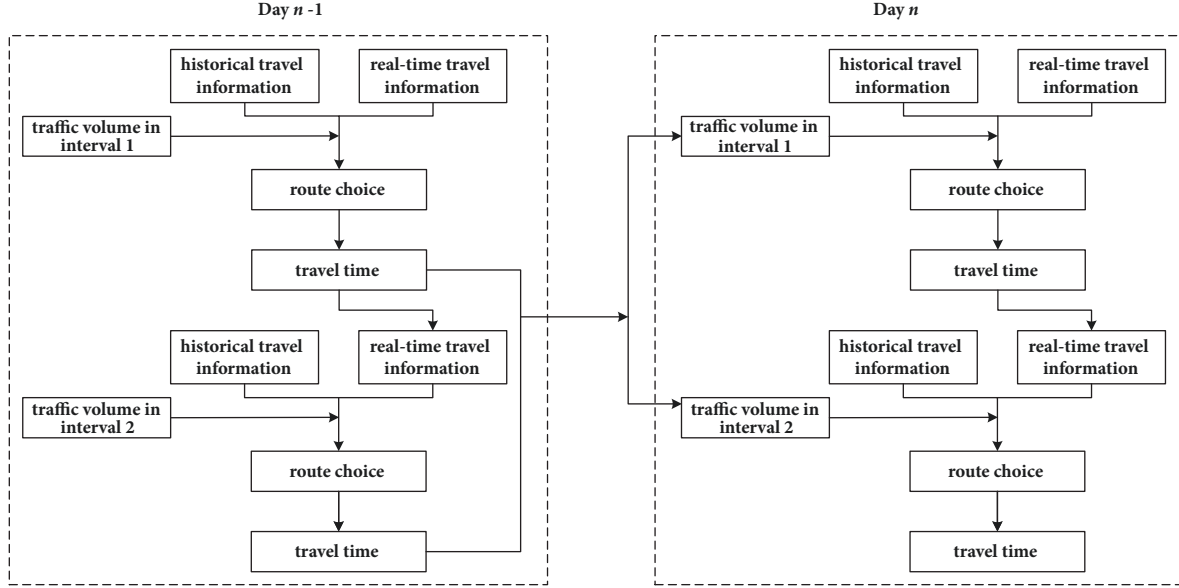 Day n -1
historical travel
information
real-time travel
information
traffic volume in
interval 1
route choice
travel time
historical travel
information
real-time travel
information
traffic volume in
interval 2
route choice
travel time
Day n
historical travel
information
real-time travel
information
traffic volume in
interval 1
route choice
travel time
historical travel
information
real-time travel
information
traffic volume in
interval 2
route choice
travel time